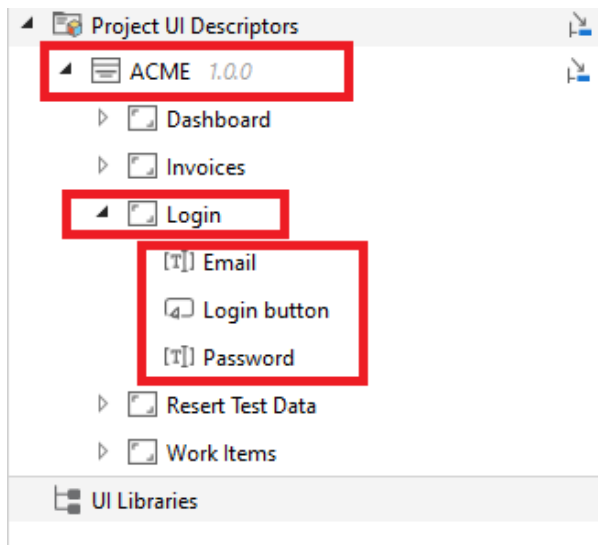 Project UI Descriptors
ACME 1.0.0
Dashboard
Invoices
Login
[T] Email
Login button
[T] Password
Resert Test Data
Work Items
UI Libraries